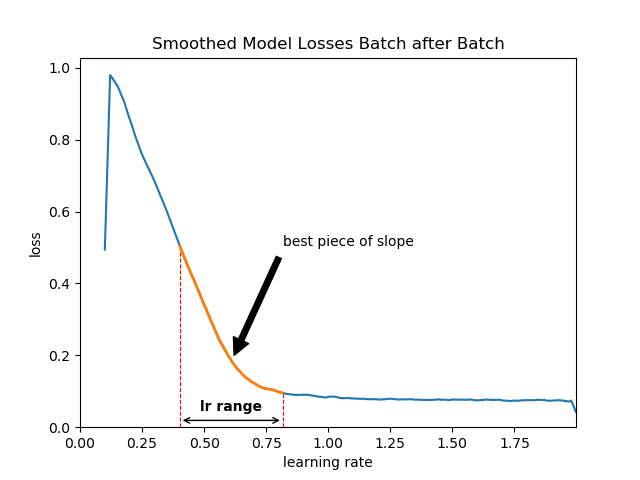 Smoothed Model Losses Batch after Batch
1.0
0.8
0.6
0.4
0.2
0.0
loss
best piece of slope
lr range
0.00 0.25 0.50 0.75 1.00 1.25 1.50 1.75
learning rate